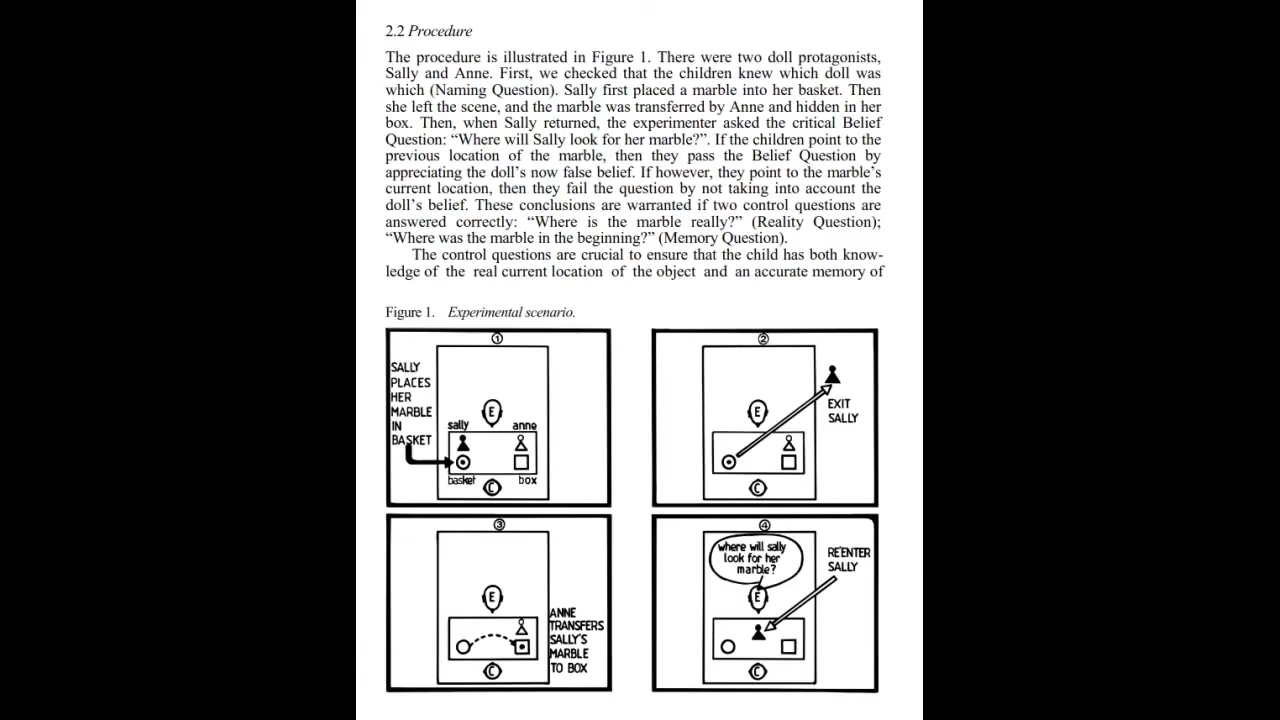 2.2 Procedure
The procedure is illustrated in Figure 1. There were two doll protagonists,
Sally and Anne. First, we checked that the children knew which doll was
which (Naming Question). Sally first placed a marble into her basket. Then
she left the scene, and the marble was transferred by Anne and hidden in her
box. Then, when Sally returned, the experimenter asked the critical Belief
Question: “Where will Sally look for her marble?”. If the children point to the
previous location of the marble, then they pass the Belief Question by
appreciating the doll’s now false belief. If however, they point to the marble’s
current location, then they fail the question by not taking into account the
doll’s belief. These conclusions are warranted if two control questions are
answered correctly: “Where is the marble really?” (Reality Question);
“Where was the marble in the beginning?” (Memory Question).
The control questions are crucial to ensure that the child has both know-
ledge of the real current location of the object and an accurate memory of
Figure 1. Experimental scenario.
1
SALLY
PLACES
HER
MARBLE
IN
BASKET
E
sally
anne
basket
box
C
2
E
EXIT
SALLY
C
3
E
ANNE
TRANSFERS
SALLY'S
MARBLE
TO BOX
C
4
where will sally
look for her
marble?
RE'ENTER
SALLY
E
C